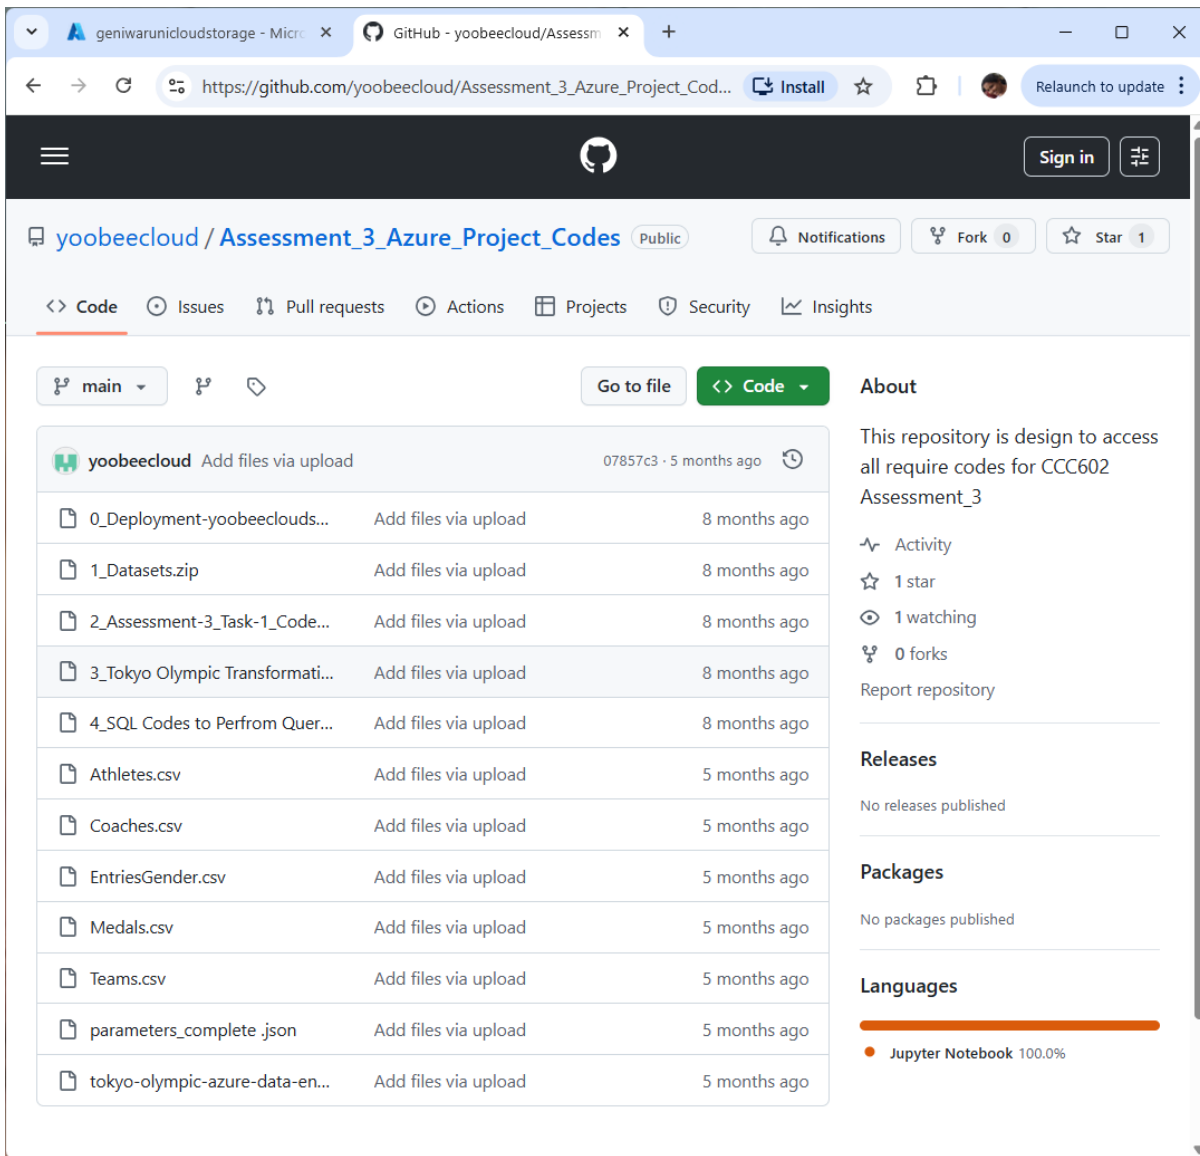 geniwarunicloudstorage - Micro
GitHub - yoobeecloud/Assessm
https://github.com/yoobeecloud/Assessment_3_Azure_Project_Cod...
Install
Relaunch to update
Sign in
yoobeecloud / Assessment_3_Azure_Project_Codes Public
Notifications
Fork 0
Star 1
Code
Issues
Pull requests
Actions
Projects
Security
Insights
main
Go to file
Code
yoobeecloud Add files via upload 07857c3 · 5 months ago
0_Deployment-yoobeeclouds... Add files via upload 8 months ago
1_Datasets.zip Add files via upload 8 months ago
2_Assessment-3_Task-1_Code... Add files via upload 8 months ago
3_Tokyo Olympic Transformati... Add files via upload 8 months ago
4_SQL Codes to Perfrom Quer... Add files via upload 8 months ago
Athletes.csv Add files via upload 5 months ago
Coaches.csv Add files via upload 5 months ago
EntriesGender.csv Add files via upload 5 months ago
Medals.csv Add files via upload 5 months ago
Teams.csv Add files via upload 5 months ago
parameters_complete .json Add files via upload 5 months ago
tokyo-olympic-azure-data-en... Add files via upload 5 months ago
About
This repository is design to access
all require codes for CCC602
Assessment_3
Activity
1 star
1 watching
0 forks
Report repository
Releases
No releases published
Packages
No packages published
Languages
Jupyter Notebook 100.0%